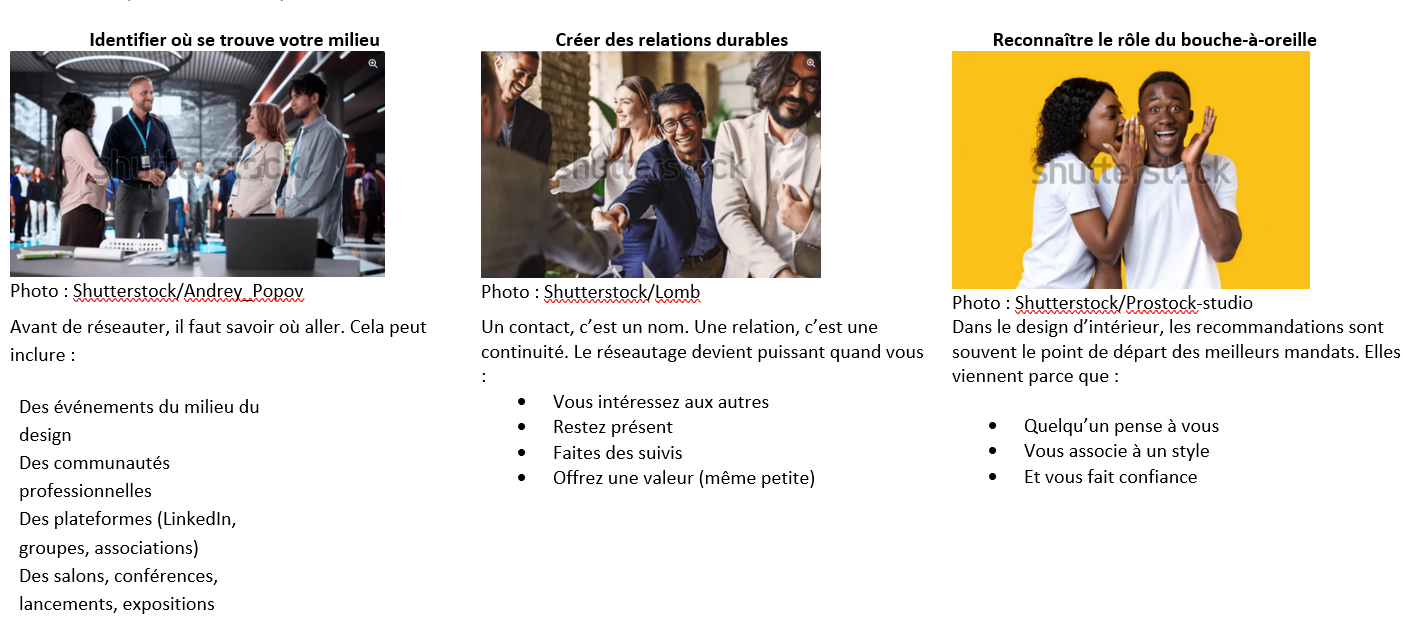 Identifier où se trouve votre milieu
shutterstock
Photo : Shutterstock/Andrey_Popov
Avant de réseauter, il faut savoir où aller. Cela peut
inclure :
Des événements du milieu du
design
Des communautés
professionnelles
Des plateformes (LinkedIn,
groupes, associations)
Des salons, conférences,
lancements, expositions
Créer des relations durables
shutterstock
Photo : Shutterstock/Lomb
Un contact, c’est un nom. Une relation, c’est une
continuité. Le réseautage devient puissant quand vous
:
• Vous intéressez aux autres
• Restez présent
• Faites des suivis
• Offrez une valeur (même petite)
Reconnaître le rôle du bouche-à-oreille
shutterstock
Photo : Shutterstock/Prostock-studio
Dans le design d’intérieur, les recommandations sont
souvent le point de départ des meilleurs mandats. Elles
viennent parce que :
• Quelqu’un pense à vous
• Vous associe à un style
• Et vous fait confiance